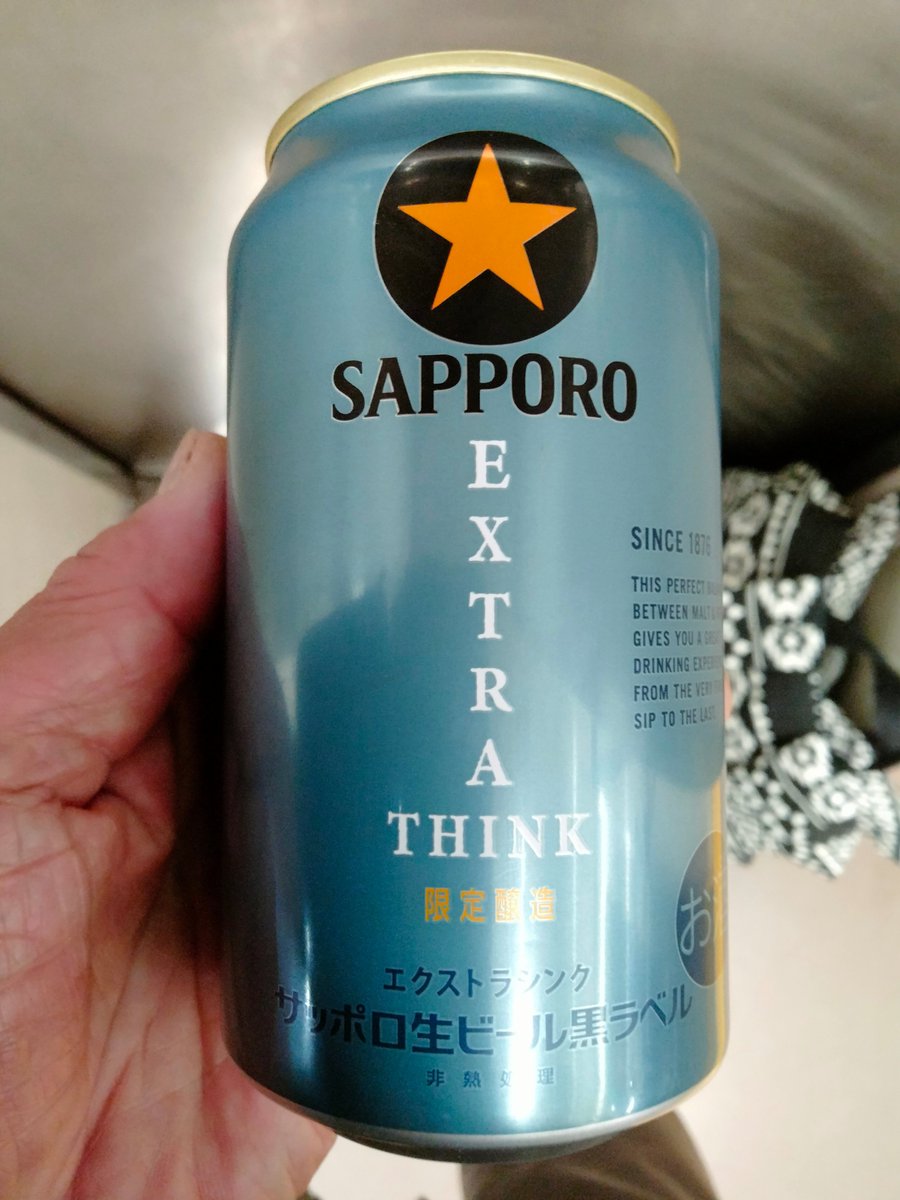 SAPPORO
EXTRA
THINK
限定醸造
エクストラシンク
サッポロ生ビール黒ラベル
非熱処理
SINCE 1876
THIS PERFECT
BETWEEN MALT
GIVES YOU A
DRINKING
FROM THE VERY
SIP TO THE
お